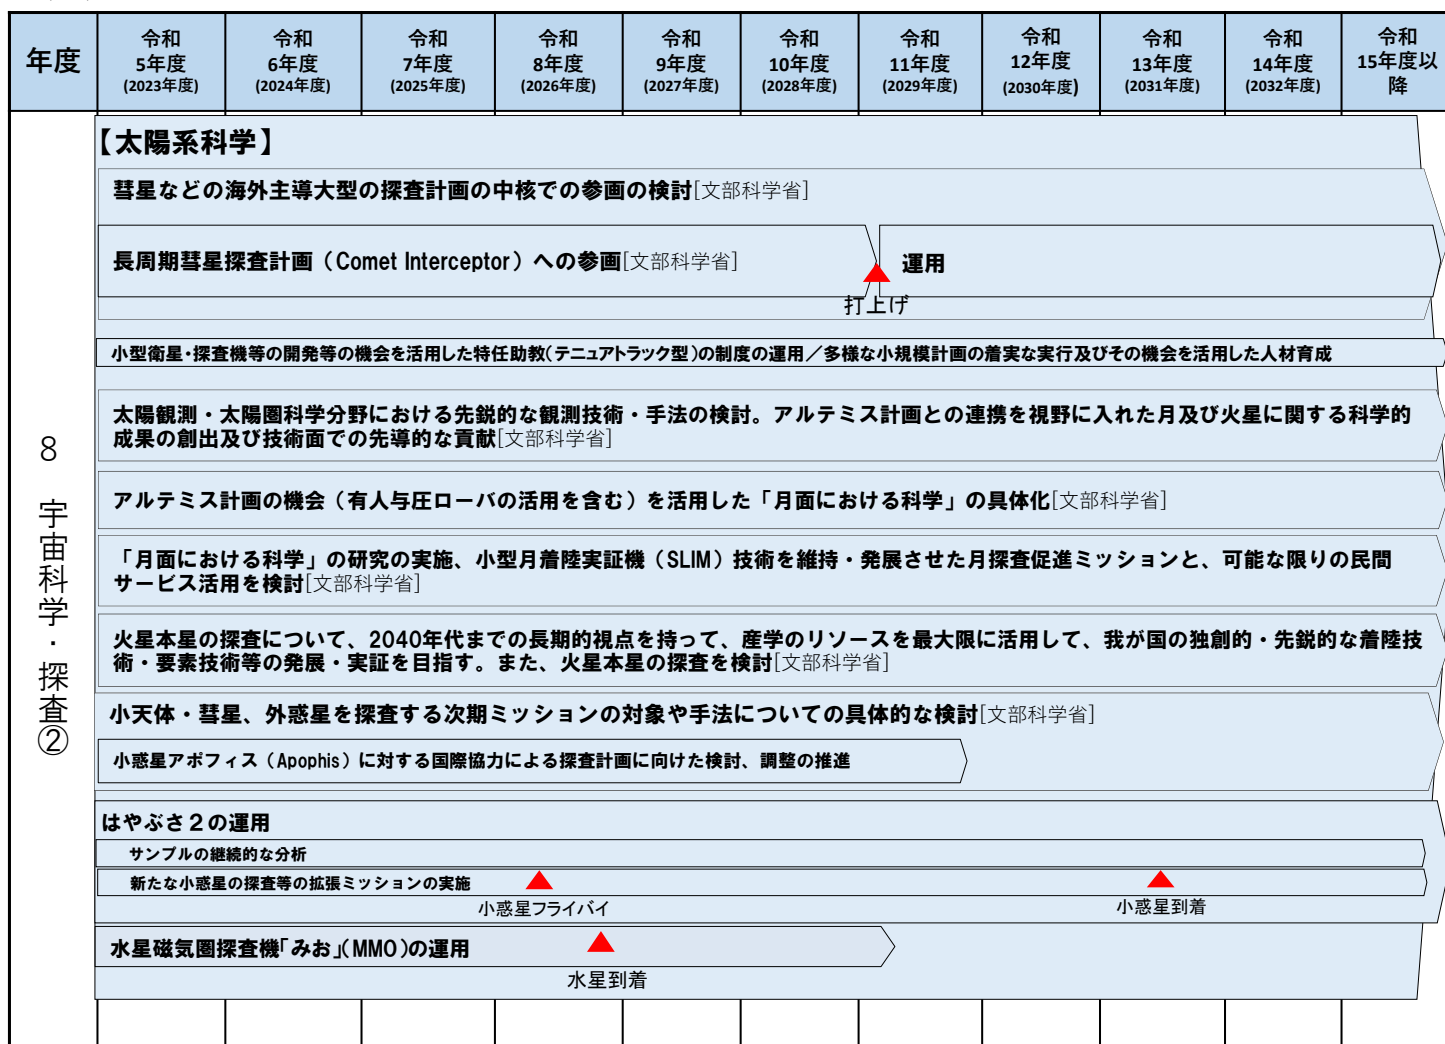 年度
令和
5年度
(2023年度)
令和
6年度
(2024年度)
令和
7年度
(2025年度)
令和
8年度
(2026年度)
令和
9年度
(2027年度)
令和
10年度
(2028年度)
令和
11年度
(2029年度)
令和
12年度
(2030年度)
令和
13年度
(2031年度)
令和
14年度
(2032年度)
令和
15年度以
降
8 宇宙科学・探査②
【太陽系科学】
彗星などの海外主導大型の探査計画の中核での参画の検討[文部科学省]
長周期彗星探査計画（Comet Interceptor）への参画[文部科学省]
運用
打上げ
小型衛星・探査機等の開発等の機会を活用した特任助教(テニュアトラック型)の制度の運用／多様な小規模計画の着実な実行及びその機会を活用した人材育成
太陽観測・太陽圏科学分野における先鋭的な観測技術・手法の検討。アルテミス計画との連携を視野に入れた月及び火星に関する科学的
成果の創出及び技術面での先導的な貢献[文部科学省]
アルテミス計画の機会（有人与圧ローバの活用を含む）を活用した「月面における科学」の具体化[文部科学省]
「月面における科学」の研究の実施、小型月着陸実証機（SLIM）技術を維持・発展させた月探査促進ミッションと、可能な限りの民間
サービス活用を検討[文部科学省]
火星本星の探査について、2040年代までの長期的視点を持って、産学のリソースを最大限に活用して、我が国の独創的・先鋭的な着陸技
術・要素技術等の発展・実証を目指す。また、火星本星の探査を検討[文部科学省]
小天体・彗星、外惑星を探査する次期ミッションの対象や手法についての具体的な検討[文部科学省]
小惑星アポフィス（Apophis）に対する国際協力による探査計画に向けた検討、調整の推進
はやぶさ２の運用
サンプルの継続的な分析
新たな小惑星の探査等の拡張ミッションの実施
小惑星フライバイ
小惑星到着
水星磁気圏探査機「みお」(MMO)の運用
水星到着